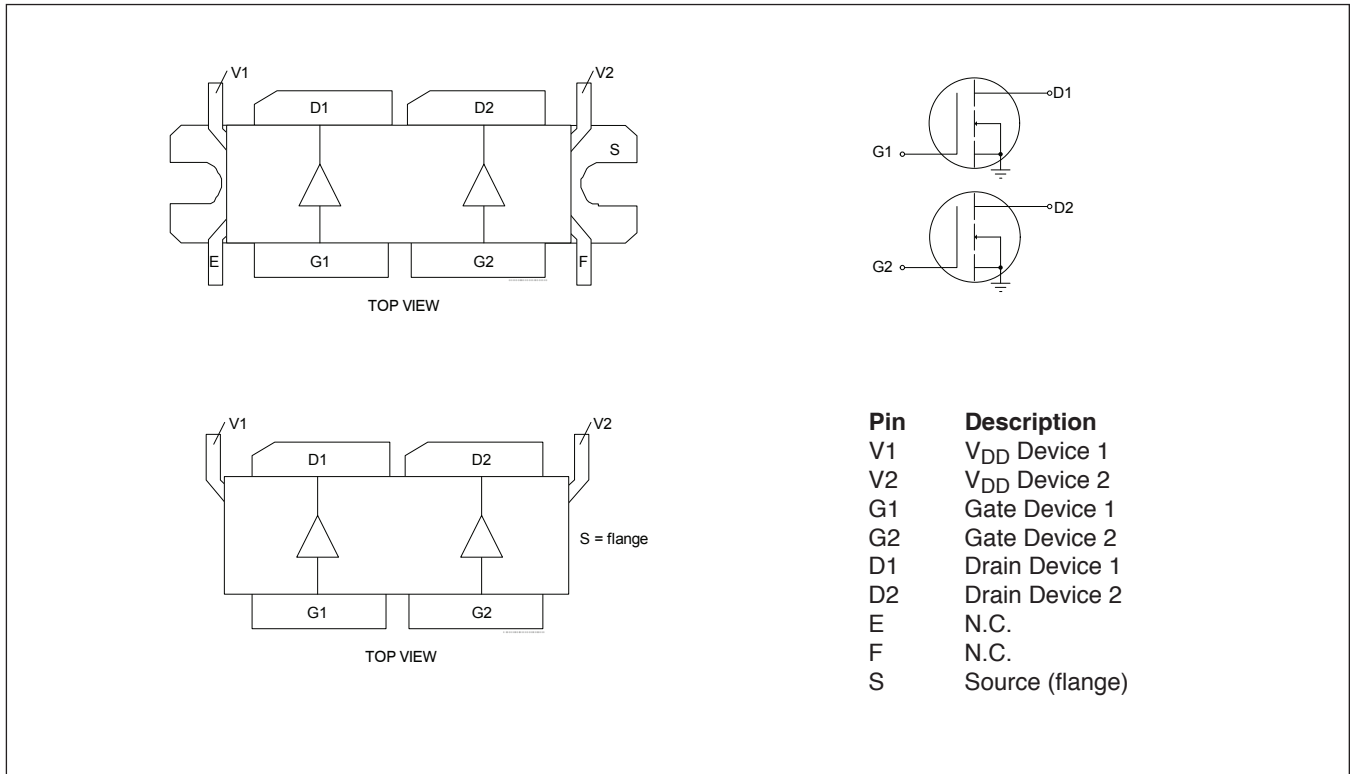 V1
V2
D1
D2
S
E
G1
G2
F
TOP VIEW
D1
G1
D2
G2
V1
V2
D1
D2
S = flange
G1
G2
TOP VIEW
Pin Description
V1 VDD Device 1
V2 VDD Device 2
G1 Gate Device 1
G2 Gate Device 2
D1 Drain Device 1
D2 Drain Device 2
E N.C.
F N.C.
S Source (flange)